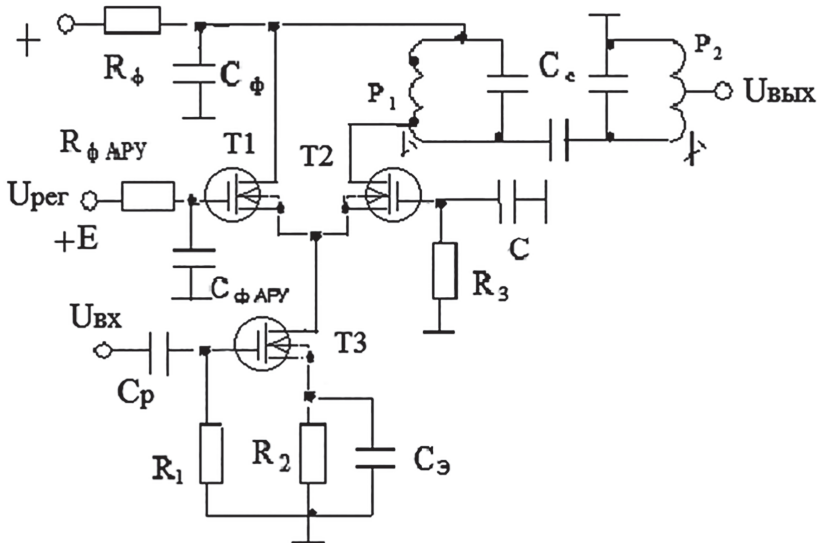 +
Rф
Cф
P1
Cc
P2
Uвых
Rф АРУ
T1
T2
Uрег
+E
Cф АРУ
C
R3
Uвх
T3
Cр
R1
R2
Cэ